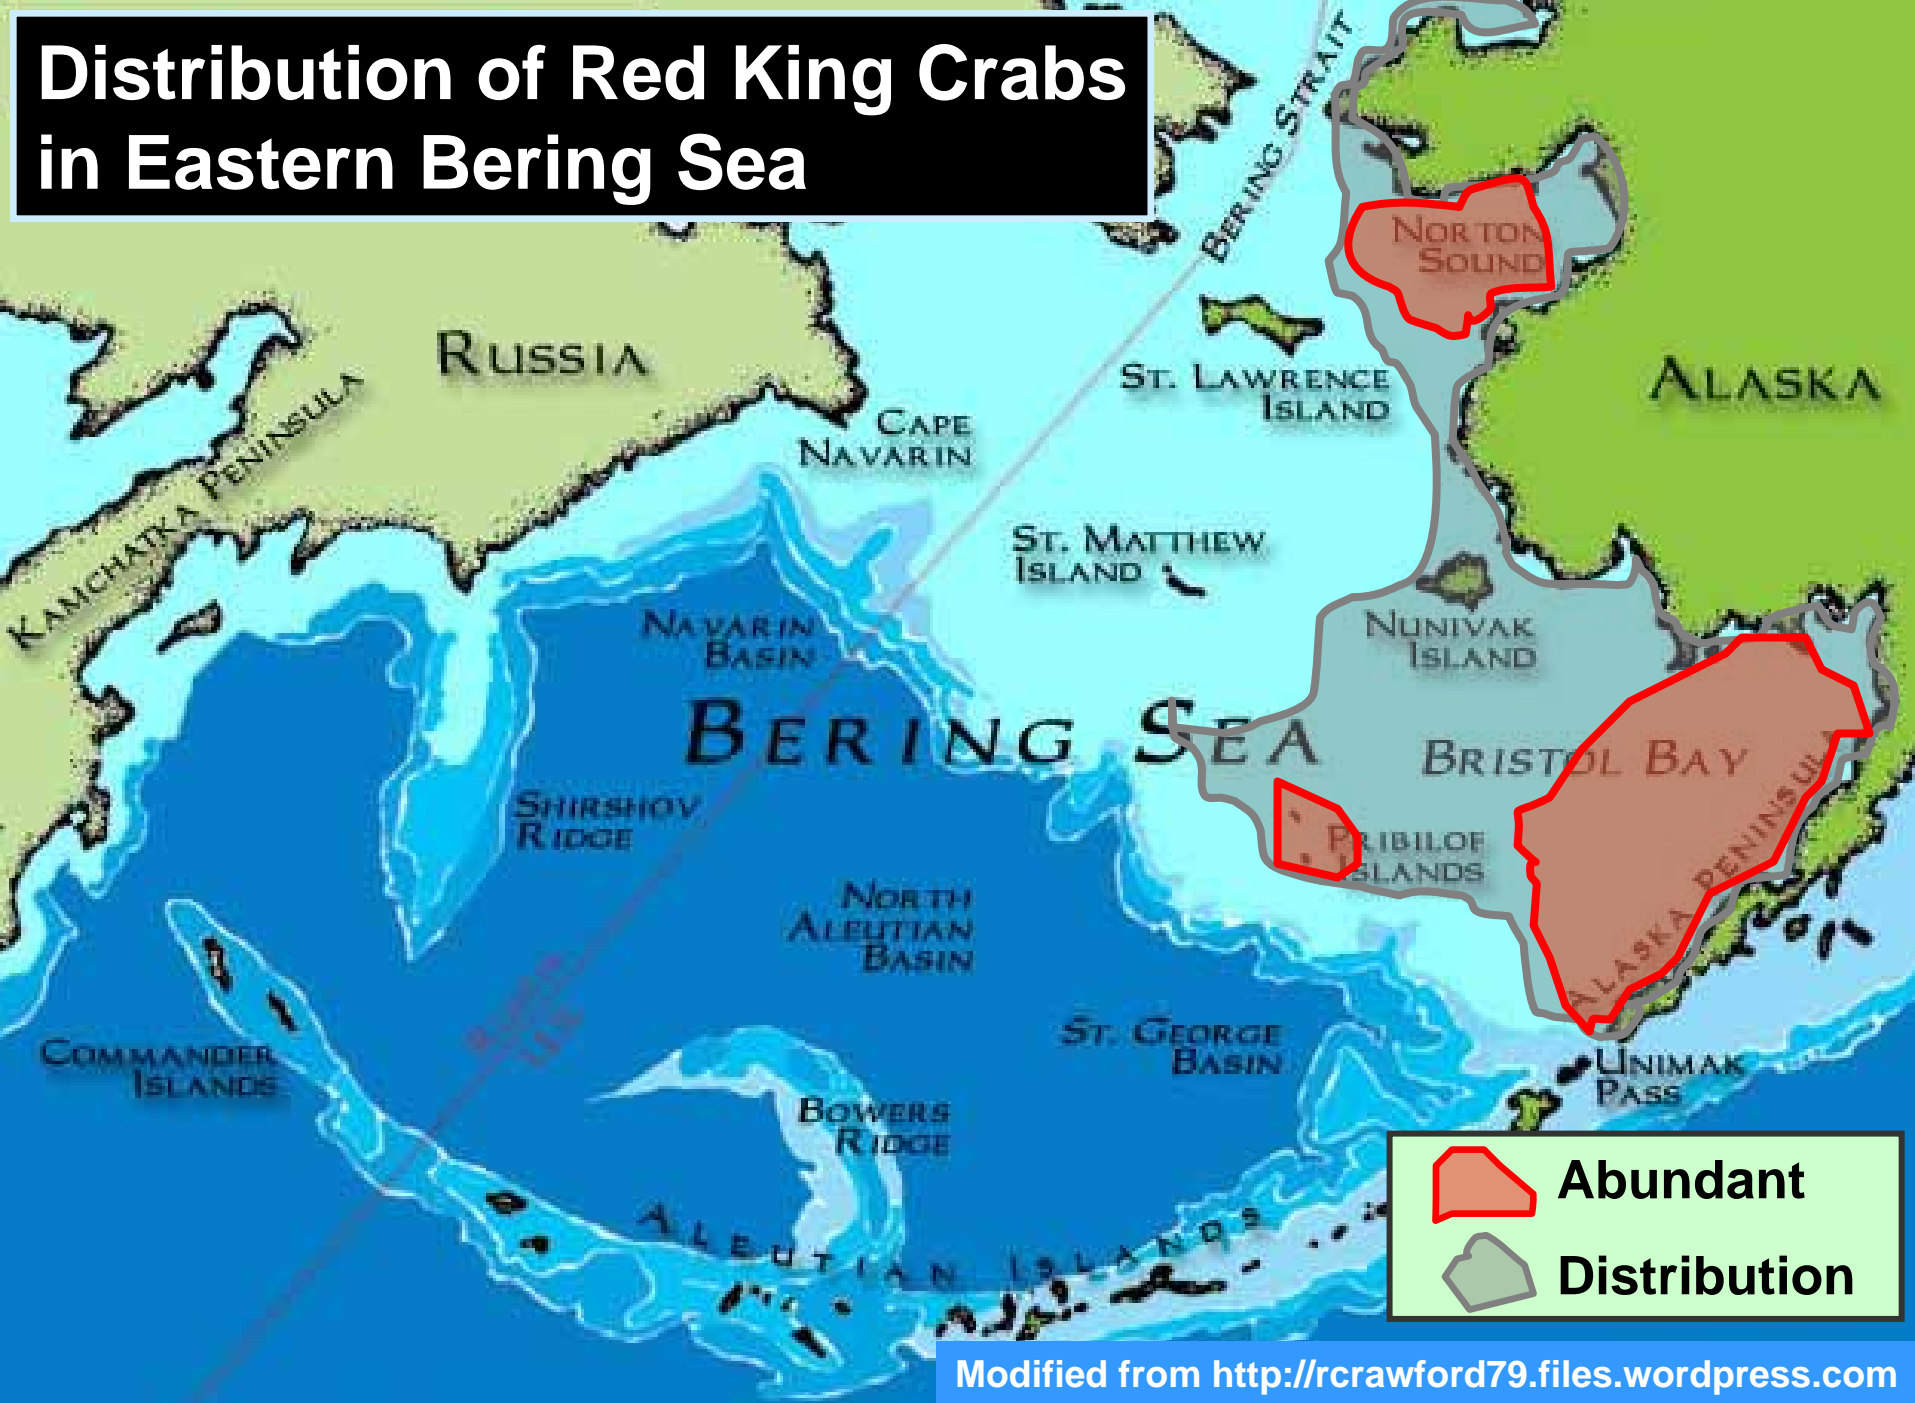 Distribution of Red King Crabs
in Eastern Bering Sea
BERING STRAIT
NORTON
SOUND
RUSSIA
ALASKA
ST. LAWRENCE
ISLAND
CAPE
NAVARIN
KAMCHATKA PENINSULA
ST. MATTHEW
ISLAND
NAVARIN
BASIN
NUNIVAK
ISLAND
BERING SEA
BRISTOL BAY
SHIRSHOV
RIDGE
PRIBILOF
ISLANDS
ALASKA PENINSUL
NORTH
ALEUTIAN
BASIN
ST. GEORGE
BASIN
COMMANDER
ISLANDS
UNIMAK
PASS
BOWERS
RIDGE
ALEUTIAN ISLANDS
Abundant
Distribution
Modified from http://rcrawford79.files.wordpress.com